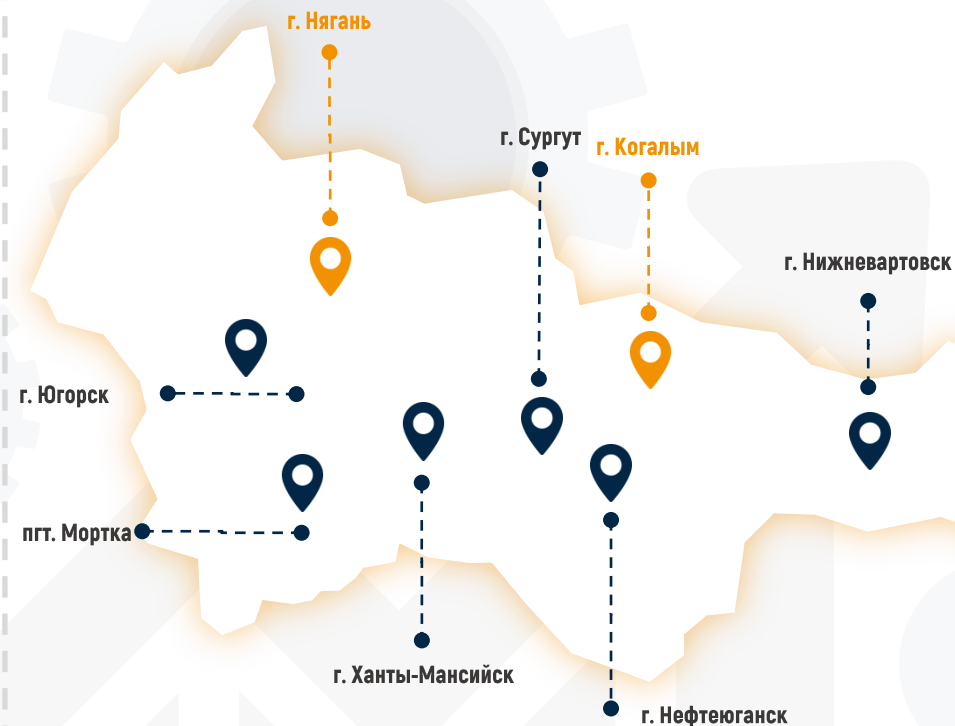 г. Нягань
г. Сургут
г. Когалым
г. Нижневартовск
г. Югорск
пгт. Мортка
г. Ханты-Мансийск
г. Нефтеюганск